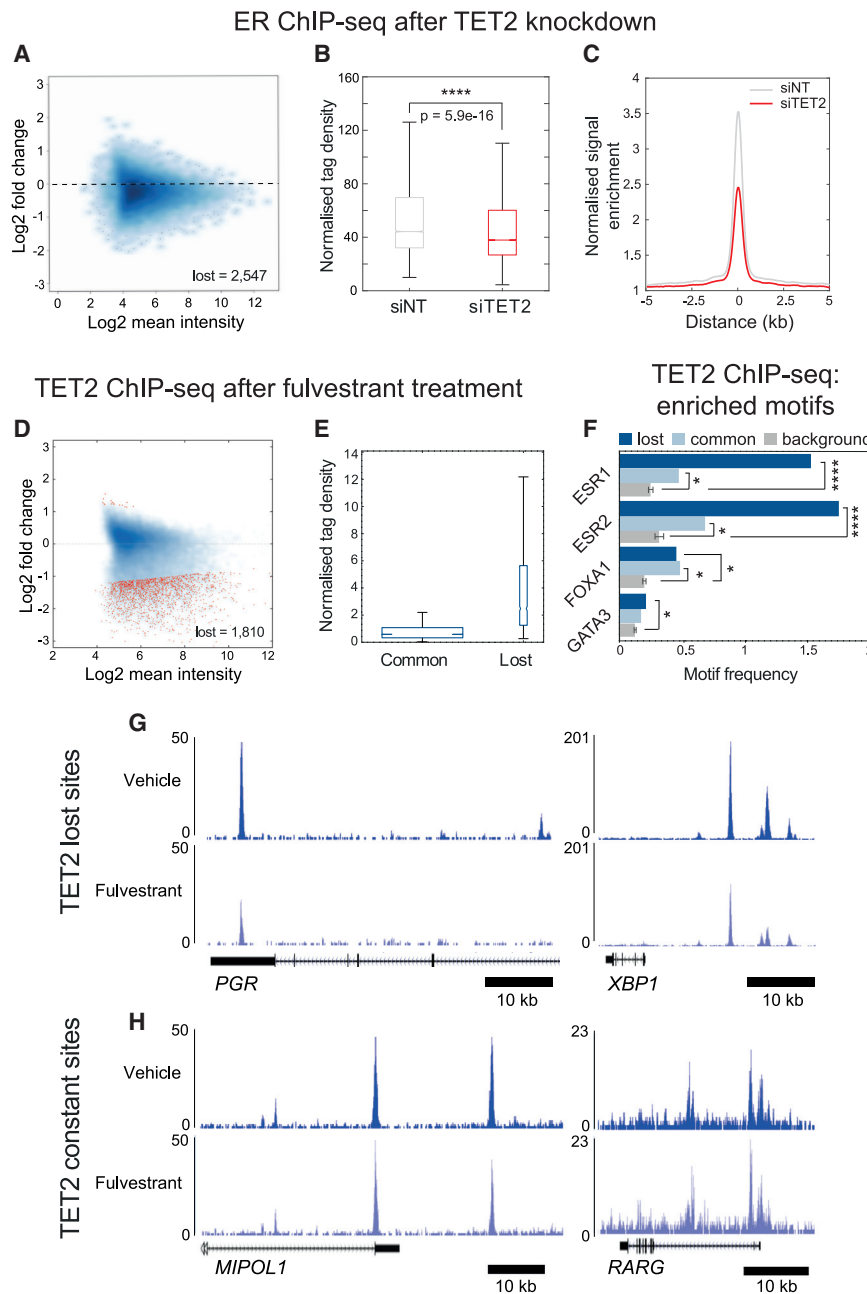 ER ChIP-seq after TET2 knockdown
A
3
2
1
0
-1
-2
-3
Log2 fold change
lost = 2,547
0 2 4 6 8 10 12
Log2 mean intensity
B
160
120
80
40
0
Normalised tag density
****
p = 5.9e-16
siNT siTET2
C
siNT
siTET2
4
3.5
3
2.5
2
1.5
1
Normalised signal
enrichment
-5 -2.5 0 2.5 5
Distance (kb)
TET2 ChIP-seq after fulvestrant treatment
D
3
2
1
0
-1
-2
-3
Log2 fold change
lost = 1,810
2 4 6 8 10 12
Log2 mean intensity
E
14
12
10
8
6
4
2
0
Normalised tag density
Common Lost
TET2 ChIP-seq:
enriched motifs
F
lost common background
ESR1
* ****
ESR2
* ****
FOXA1
* *
GATA3
*
0 0.5 1 1.5 2
Motif frequency
G
TET2 lost sites
Vehicle
50
0
201
0
Fulvestrant
50
0
201
0
PGR
10 kb
XBP1
10 kb
H
TET2 constant sites
Vehicle
50
0
23
0
Fulvestrant
50
0
23
0
MIPOL1
10 kb
RARG
10 kb